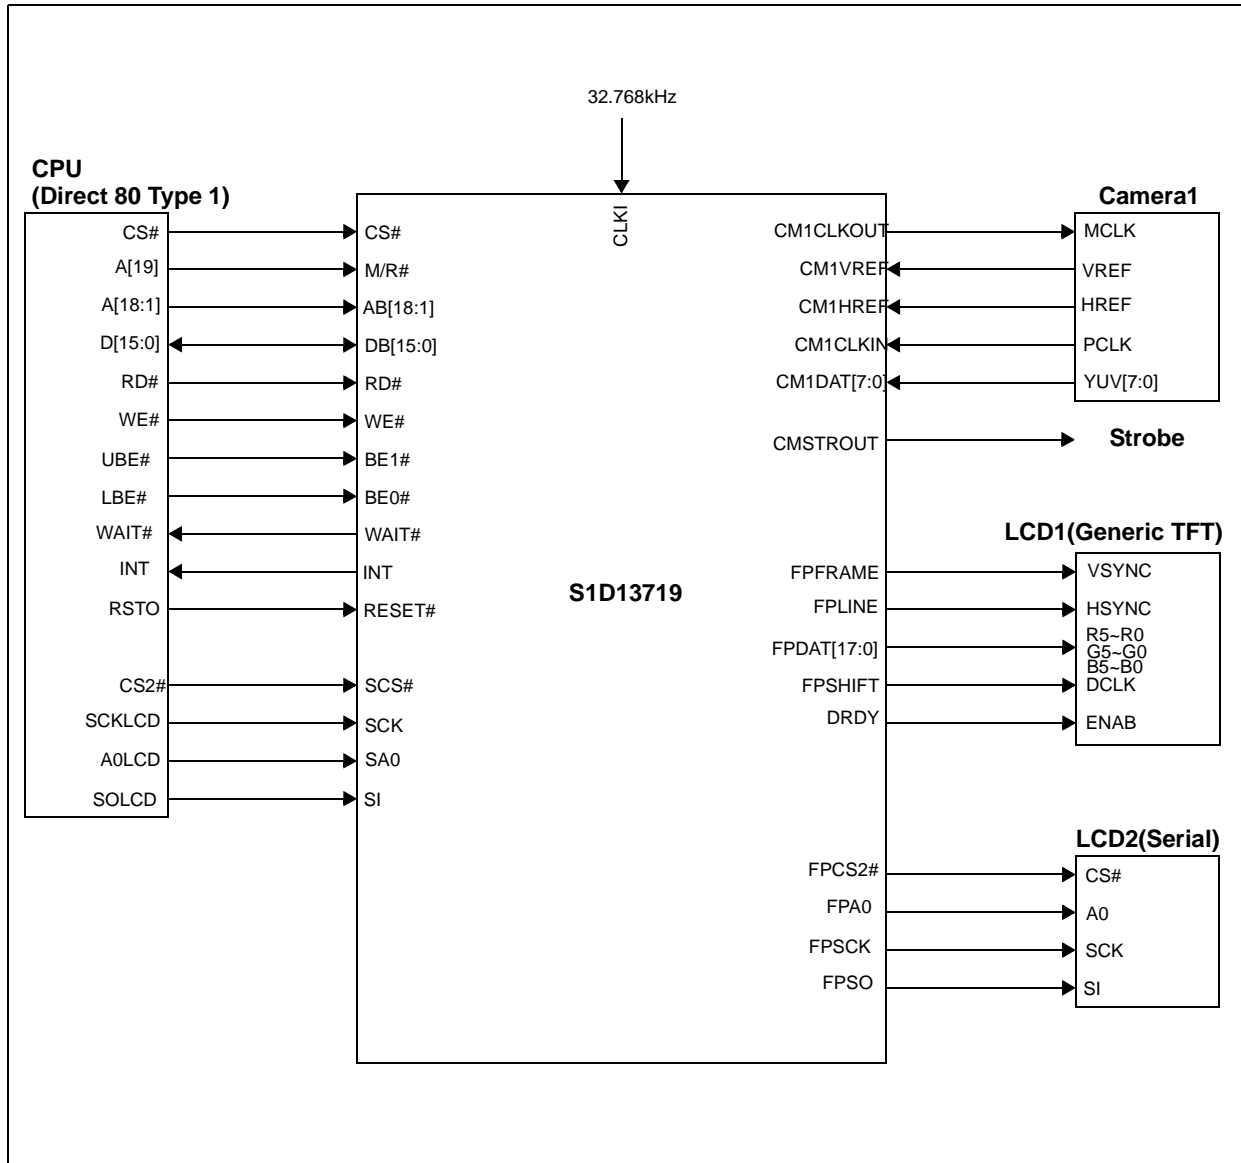 32.768kHz
CPU
(Direct 80 Type 1)
CS#
A[19]
A[18:1]
D[15:0]
RD#
WE#
UBE#
LBE#
WAIT#
INT
RSTO
CS2#
SCKLCD
A0LCD
SOLCD
CLKI
CS#
M/R#
AB[18:1]
DB[15:0]
RD#
WE#
BE1#
BE0#
WAIT#
INT
RESET#
SCS#
SCK
SA0
SI
S1D13719
CM1CLKOUT
CM1VREF
CM1HREF
CM1CLKIN
CM1DAT[7:0]
CMSTROUT
FPFRAME
FPLINE
FPDAT[17:0]
FPSHIFT
DRDY
FPCS2#
FPA0
FPSCK
FPSO
Camera1
MCLK
VREF
HREF
PCLK
YUV[7:0]
Strobe
LCD1(Generic TFT)
VSYNC
HSYNC
R5~R0
G5~G0
B5~B0
DCLK
ENAB
LCD2(Serial)
CS#
A0
SCK
SI